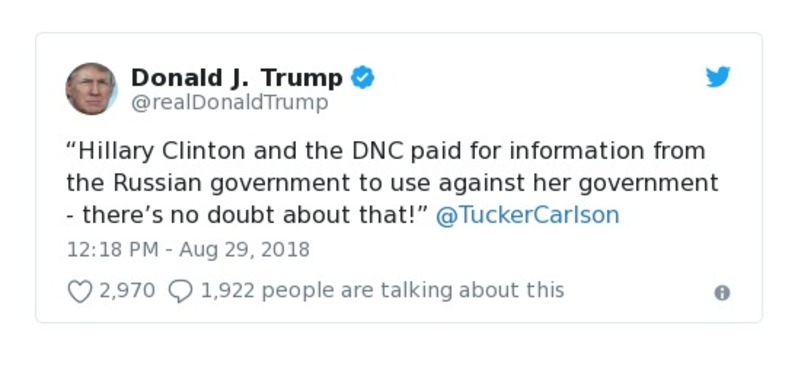 Donald J. Trump
@realDonaldTrump
“Hillary Clinton and the DNC paid for information from
the Russian government to use against her government
- there’s no doubt about that!” @TuckerCarlson
12:18 PM - Aug 29, 2018
2,970 1,922 people are talking about this